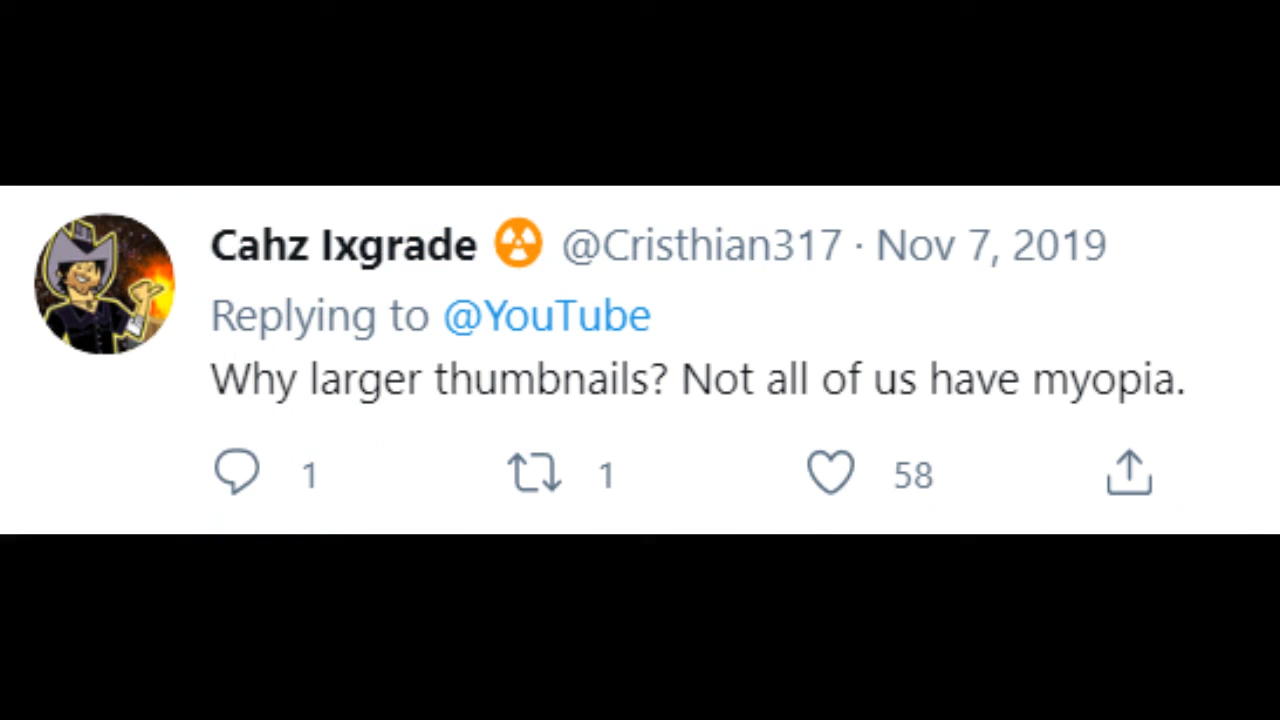 Cahz Ixgrade ☢ @Cristhian317 · Nov 7, 2019
Replying to @YouTube
Why larger thumbnails? Not all of us have myopia.
1 1 58